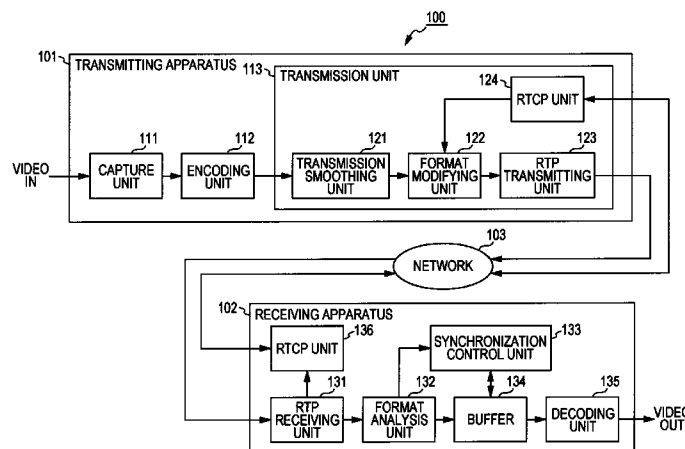 100
101
TRANSMITTING APPARATUS
113
TRANSMISSION UNIT
124
RTCP UNIT
111
112
121
122
123
VIDEO
IN
CAPTURE
UNIT
ENCODING
UNIT
TRANSMISSION
SMOOTHING
UNIT
FORMAT
MODIFYING
UNIT
RTP
TRANSMITTING
UNIT
103
NETWORK
102
RECEIVING APPARATUS
136
RTCP UNIT
133
SYNCHRONIZATION
CONTROL UNIT
131
132
134
135
RTP
RECEIVING
UNIT
FORMAT
ANALYSIS
UNIT
BUFFER
DECODING
UNIT
VIDEO
OUT